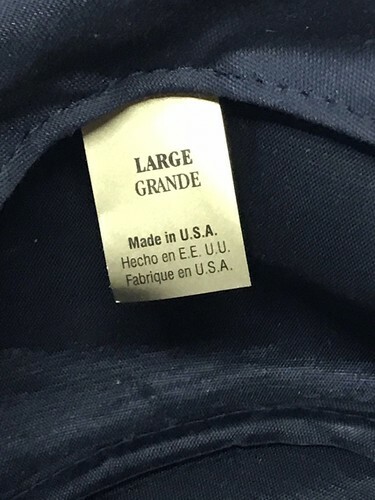 LARGE
GRANDE
Made in U.S.A.
Hecho en E.E. U.U.
Fabrique en U.S.A.